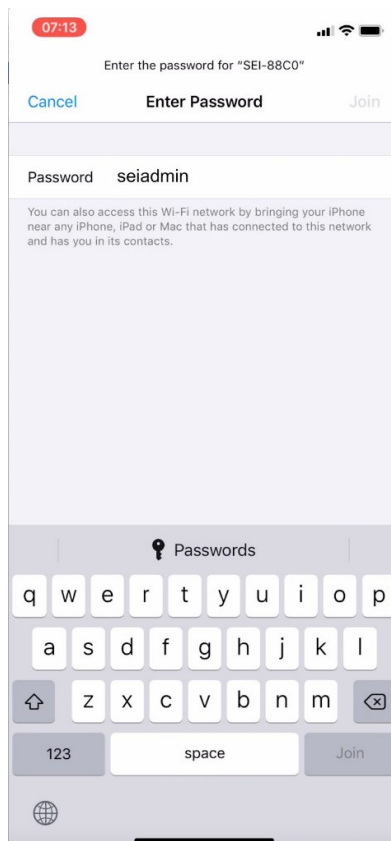 07:13
Enter the password for “SEI-88C0”
Cancel Enter Password Join
Password seiadmin
You can also access this Wi-Fi network by bringing your iPhone
near any iPhone, iPad or Mac that has connected to this network
and has you in its contacts.
Passwords
q w e r t y u i o p
a s d f g h j k l
z x c v b n m
123 space Join